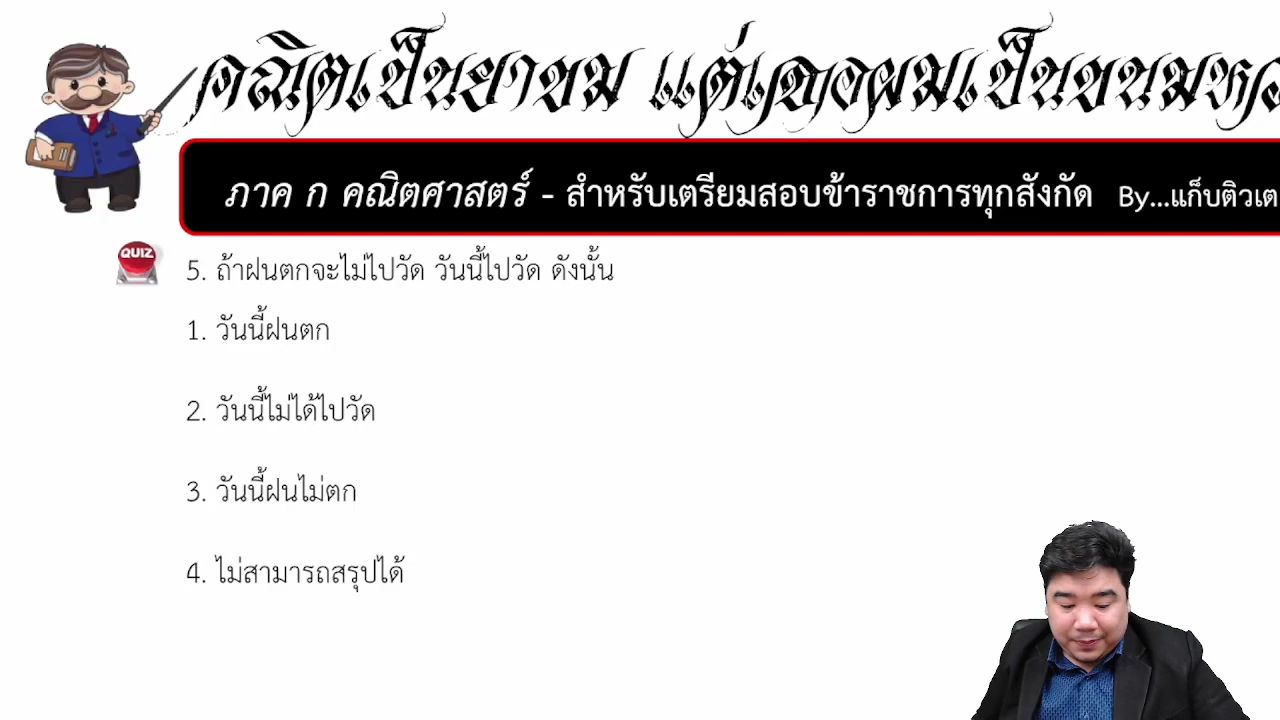 คณิตเป็นยาขม แต่เจอผมเป็นขนมหว
ภาค ก คณิตศาสตร์ - สำหรับเตรียมสอบข้าราชการทุกสังกัด By...แก็บติวเต
QUIZ
5. ถ้าฝนตกจะไม่ไปวัด วันนี้ไปวัด ดังนั้น
1. วันนี้ฝนตก
2. วันนี้ไม่ได้ไปวัด
3. วันนี้ฝนไม่ตก
4. ไม่สามารถสรุปได้